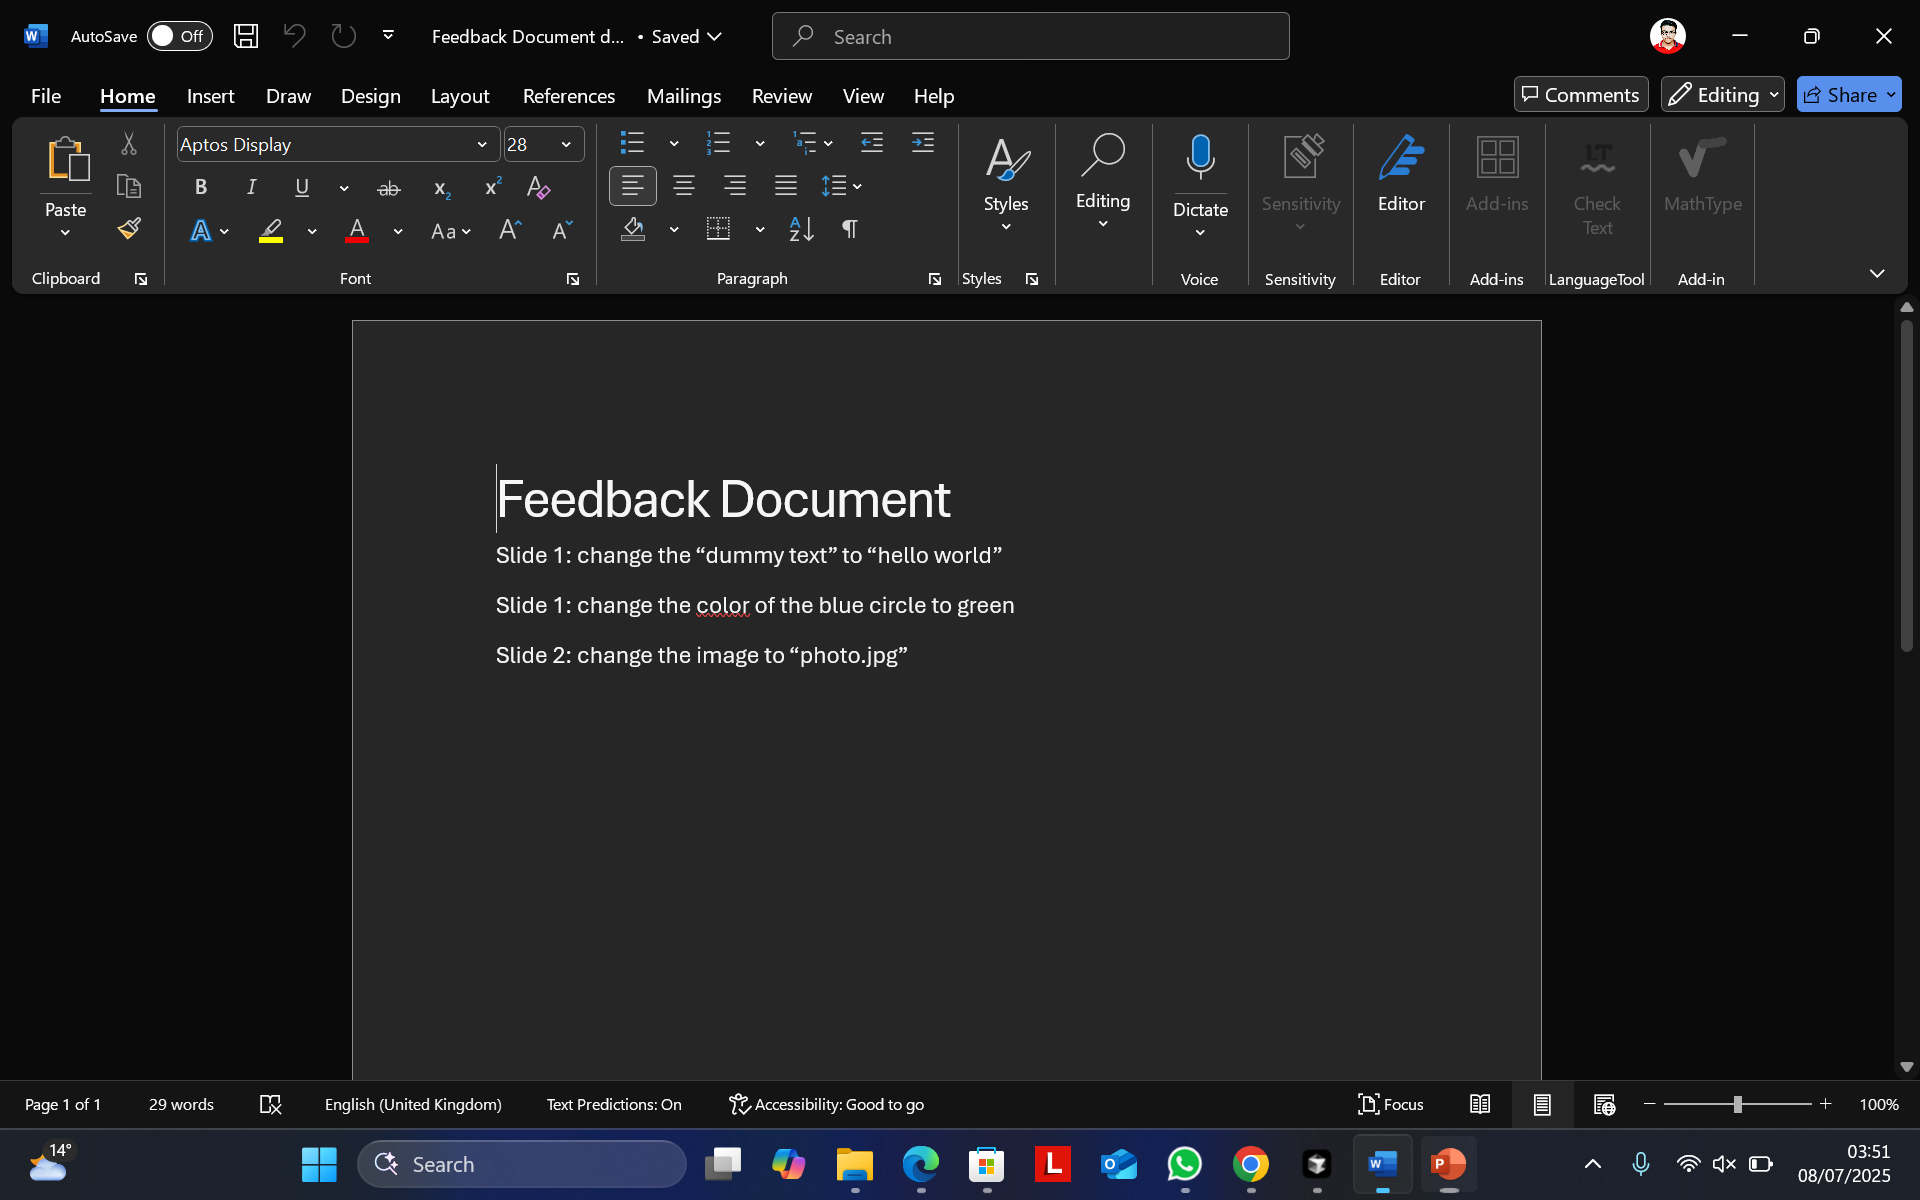 AutoSave Off Feedback Document d... • Saved Search
File Home Insert Draw Design Layout References Mailings Review View Help Comments Editing Share
Paste
Clipboard
Aptos Display 28
Font
Paragraph
Styles
Styles
Editing
Dictate
Voice
Sensitivity
Sensitivity
Editor
Editor
Add-ins
Add-ins
Check
Text
LanguageTool
MathType
Add-in
Feedback Document
Slide 1: change the “dummy text” to “hello world”
Slide 1: change the color of the blue circle to green
Slide 2: change the image to “photo.jpg”
Page 1 of 1 29 words English (United Kingdom) Text Predictions: On Accessibility: Good to go Focus 100%
14° Search 03:51
08/07/2025